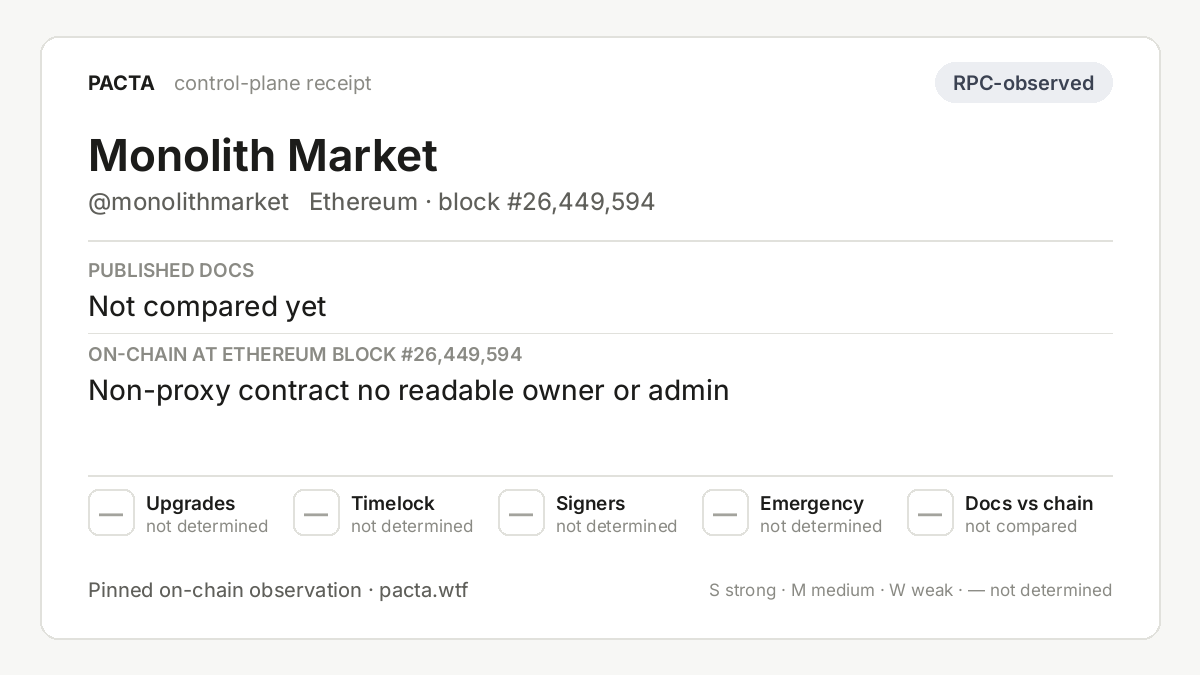 PACTA control-plane receipt RPC-observed
Monolith Market
@monolithmarket Ethereum · block #26,449,594
PUBLISHED DOCS
Not compared yet
ON-CHAIN AT ETHEREUM BLOCK #26,449,594
Non-proxy contract no readable owner or admin
— Upgrades — Timelock — Signers — Emergency — Docs vs chain
not determined not determined not determined not determined not compared
Pinned on-chain observation · pacta.wtf S strong · M medium · W weak · — not determined